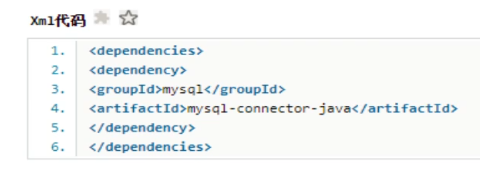 Xml代码
1. <dependencies>
2. <dependency>
3. <groupId>mysql</groupId>
4. <artifactId>mysql-connector-java</artifactId>
5. </dependency>
6. </dependencies>